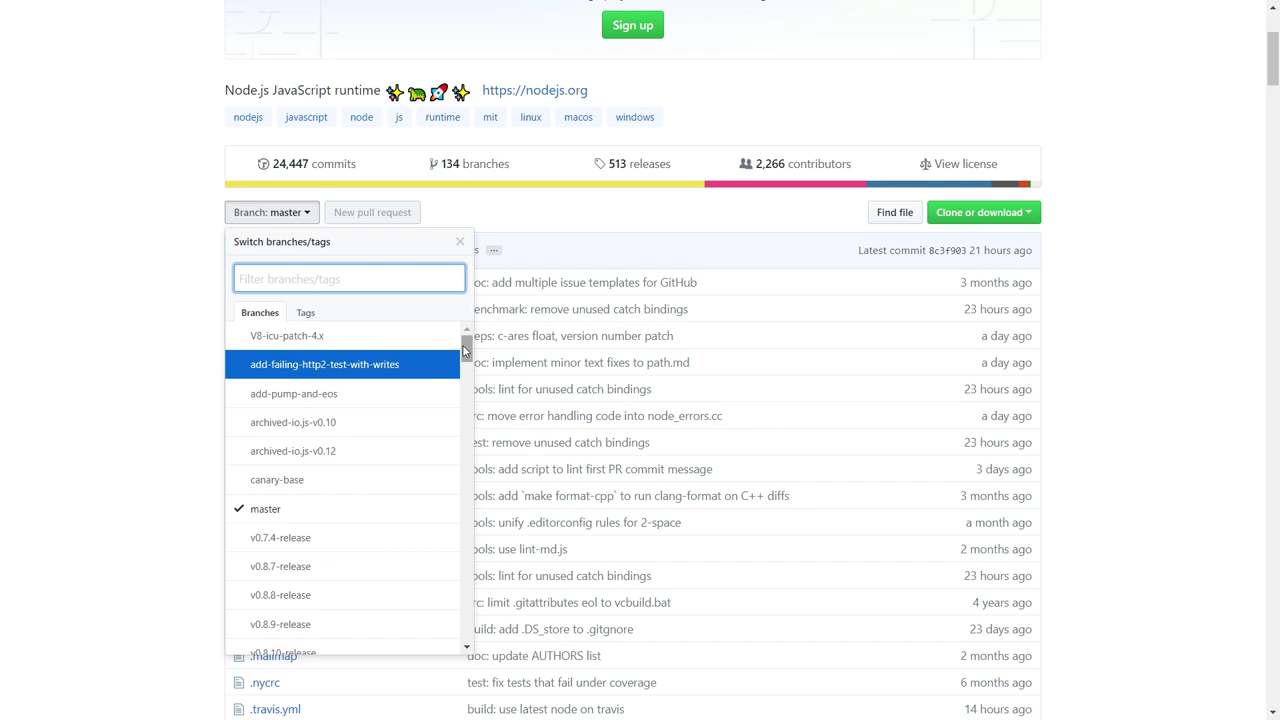 Sign up
Node.js JavaScript runtime ✨🐢🚀✨ https://nodejs.org
nodejs javascript node js runtime mit linux macos windows
24,447 commits 134 branches 513 releases 2,266 contributors View license
Branch: master New pull request Find file Clone or download
Switch branches/tags
s ... Latest commit 8c3f903 21 hours ago
Filter branches/tags
oc: add multiple issue templates for GitHub 3 months ago
enchmark: remove unused catch bindings 23 hours ago
Branches Tags
V8-icu-patch-4.x
eps: c-ares float, version number patch a day ago
add-failing-http2-test-with-writes
oc: implement minor text fixes to path.md a day ago
add-pump-and-eos
ools: lint for unused catch bindings 23 hours ago
archived-io.js-v0.10
rc: move error handling code into node_errors.cc a day ago
archived-io.js-v0.12
est: remove unused catch bindings 23 hours ago
canary-base
ools: add script to lint first PR commit message 3 days ago
ools: add `make format-cpp` to run clang-format on C++ diffs 3 months ago
master
ools: unify .editorconfig rules for 2-space a month ago
v0.7.4-release
ools: use lint-md.js 2 months ago
v0.8.7-release
ools: lint for unused catch bindings 23 hours ago
v0.8.8-release
rc: limit .gitattributes eol to vcbuild.bat 4 years ago
v0.8.9-release
uild: add .DS_store to .gitgnore 23 days ago
v0.8.10-release
.mailmap doc: update AUTHORS list 2 months ago
.nycrc test: fix tests that fail under coverage 6 months ago
.travis.yml build: use latest node on travis 14 hours ago